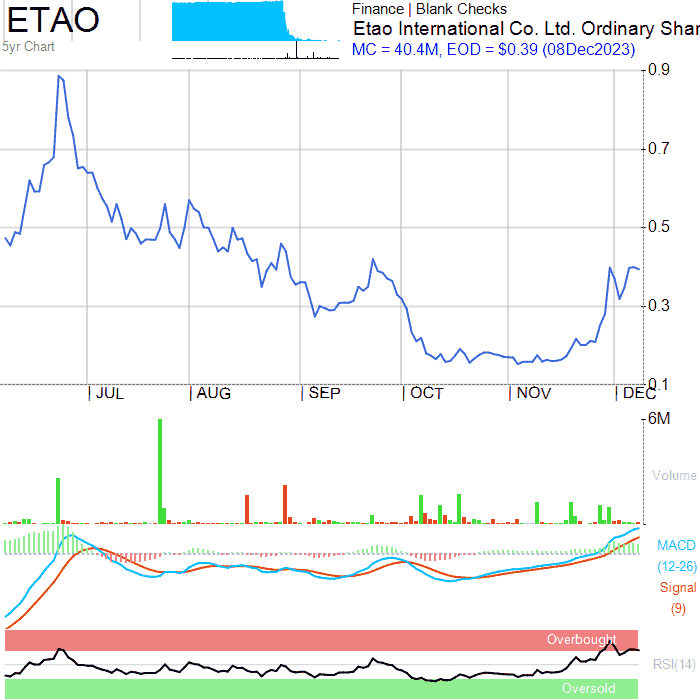 ETAO
5yr Chart
Finance | Blank Checks
Etao International Co. Ltd. Ordinary Shar
MC = 40.4M, EOD = $0.39 (08Dec2023)
0.9
0.7
0.5
0.3
0.1
JUL AUG SEP OCT NOV DEC
6M
Volume
MACD
(12-26)
Signal
(9)
Overbought
RSI(14)
Oversold